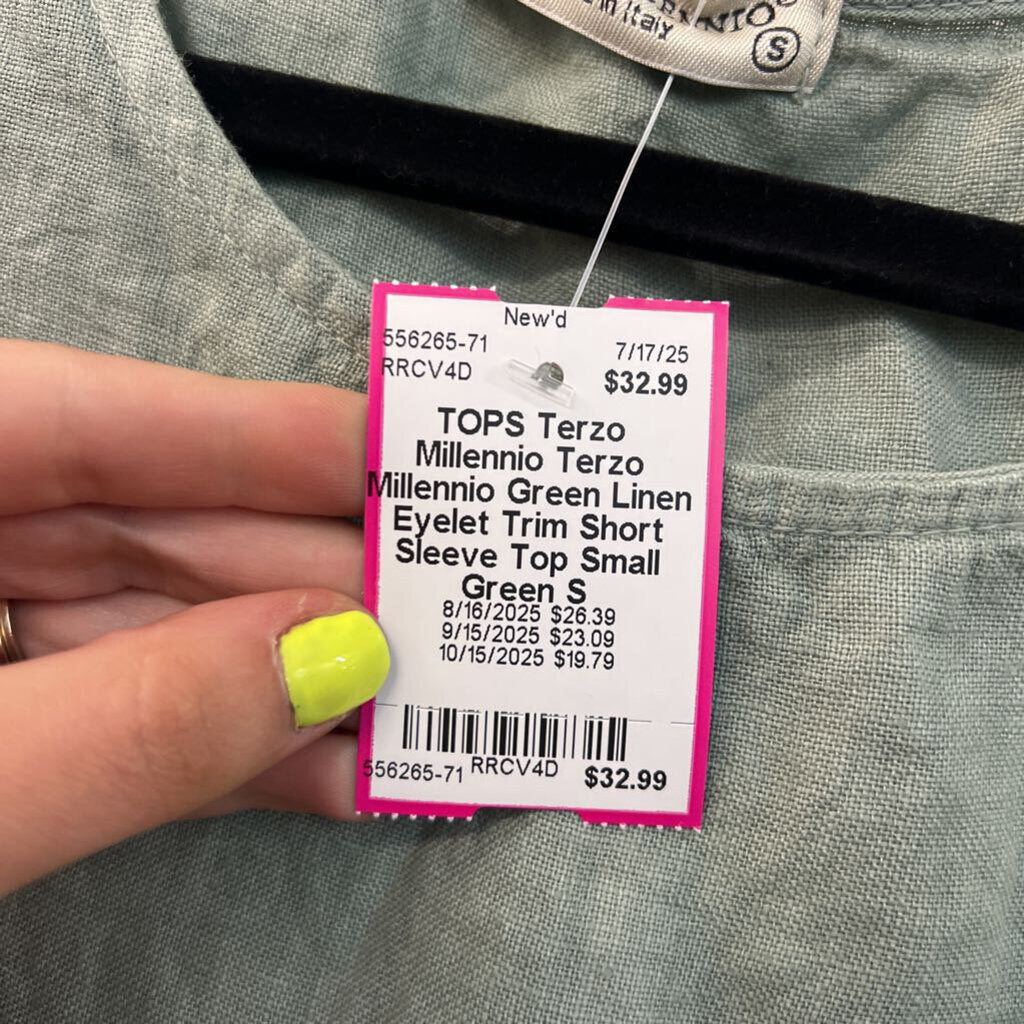 in Italy
S
New'd
556265-71
7/17/25
RRCV4D
$32.99
TOPS Terzo
Millennio Terzo
Millennio Green Linen
Eyelet Trim Short
Sleeve Top Small
Green S
8/16/2025 $26.39
9/15/2025 $23.09
10/15/2025 $19.79
556265-71 RRCV4D $32.99